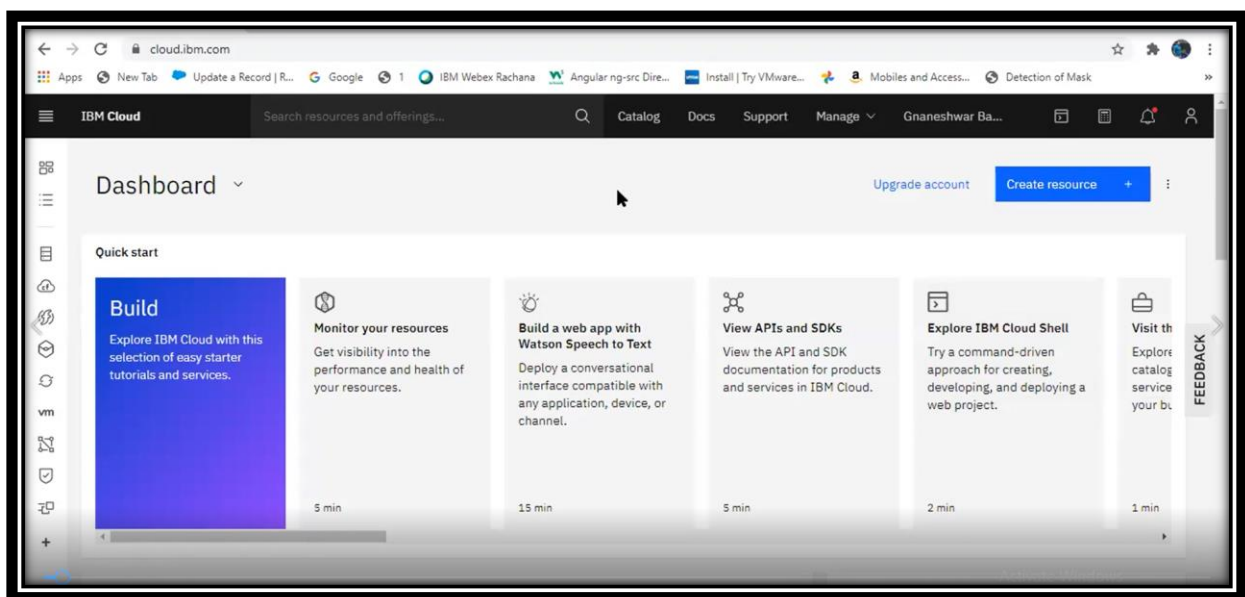 cloud.ibm.com
Apps New Tab Update a Record | R... Google 1 IBM Webex Rachana Angular ng-src Dire... Install | Try VMware... Mobiles and Access... Detection of Mask »
IBM Cloud Search resources and offerings... Catalog Docs Support Manage Gnaneshwar Ba...
Dashboard Upgrade account Create resource +
Quick start
Build
Explore IBM Cloud with this
selection of easy starter
tutorials and services.
Monitor your resources
Get visibility into the
performance and health of
your resources.
5 min
Build a web app with
Watson Speech to Text
Deploy a conversational
interface compatible with
any application, device, or
channel.
15 min
View APIs and SDKs
View the API and SDK
documentation for products
and services in IBM Cloud.
5 min
Explore IBM Cloud Shell
Try a command-driven
approach for creating,
developing, and deploying a
web project.
2 min
Visit th
Explore
catalog
service
your bu
1 min
FEEDBACK
vm
Activate Windows